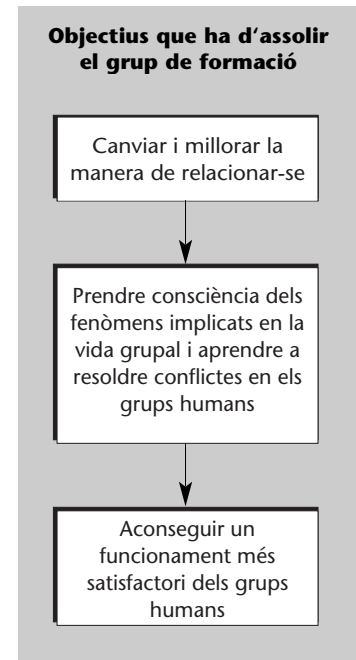 Objectius que ha d'assolir
el grup de formació
Canviar i millorar la
manera de relacionar-se
Prendre consciència dels
fenòmens implicats en la
vida grupal i aprendre a
resoldre conflictes en els
grups humans
Aconseguir un
funcionament més
satisfactori dels grups
humans